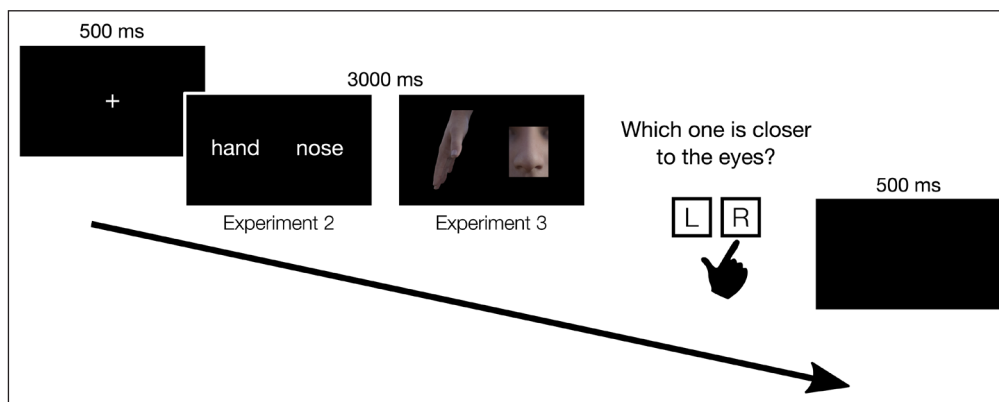 500 ms
+
3000 ms
hand nose
Experiment 2
Experiment 3
Which one is closer
to the eyes?
L R
500 ms